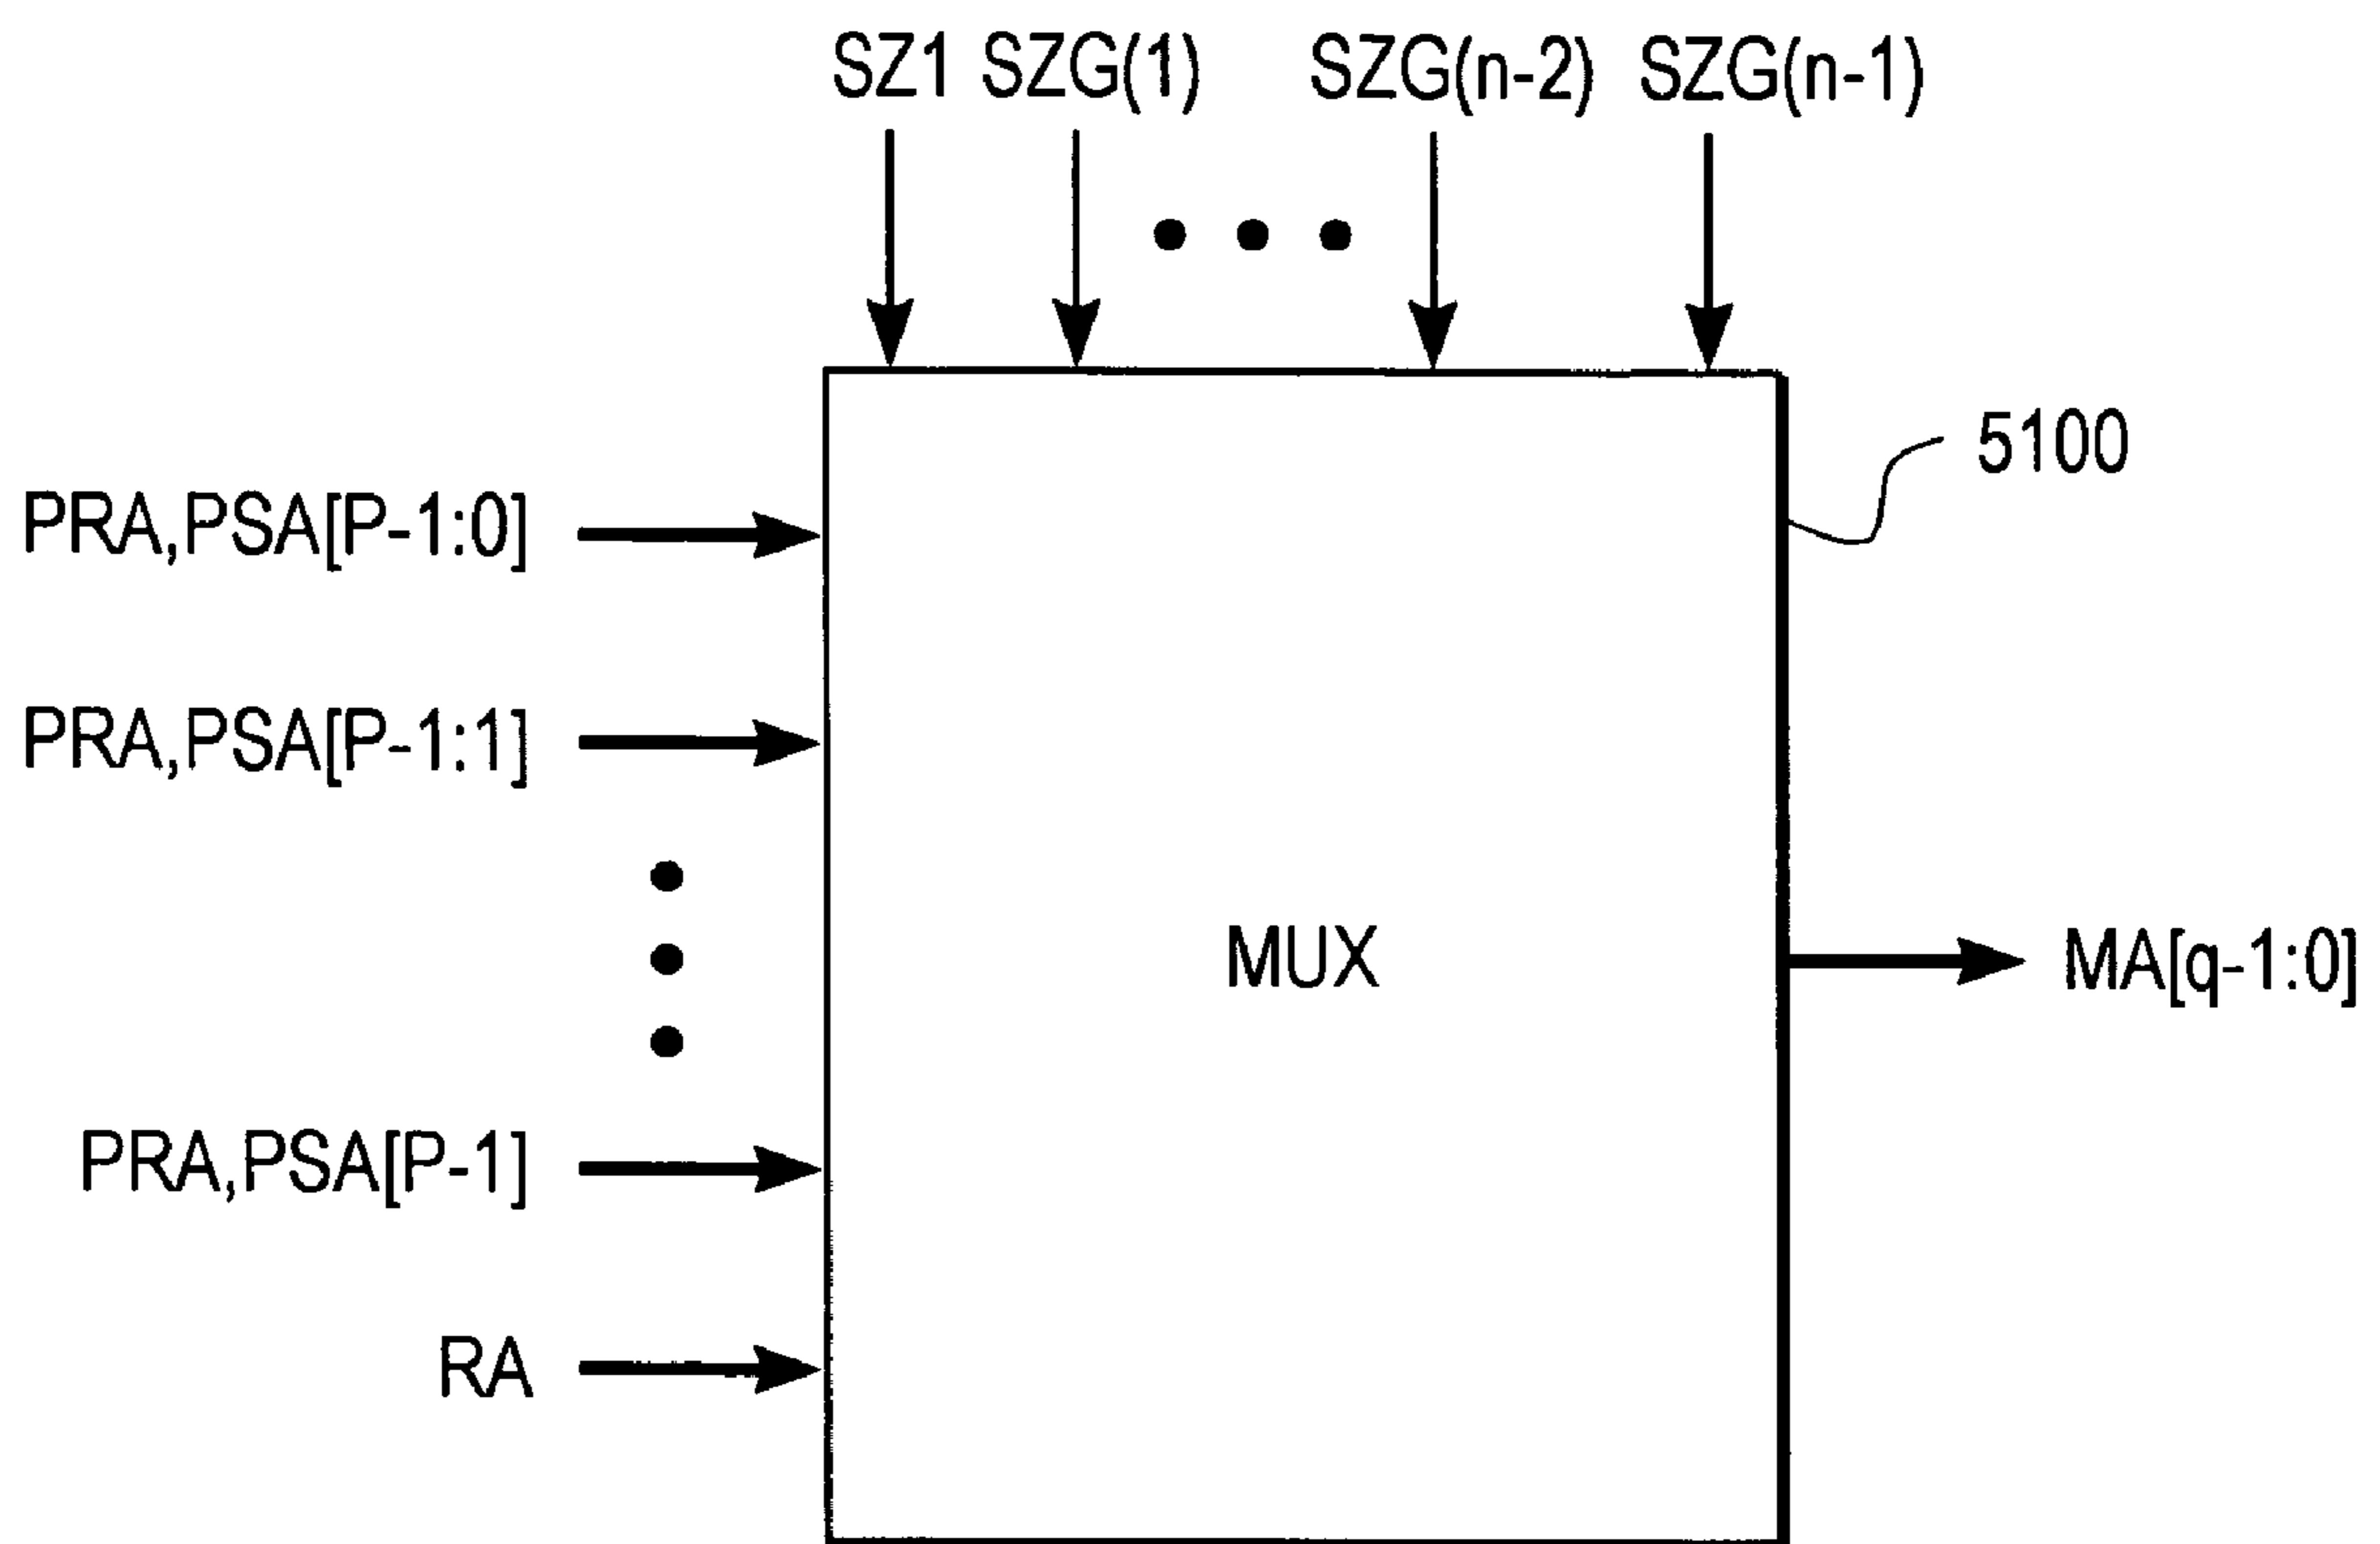 SZ1 SZG(1) SZG(n-2) SZG(n-1)
5100
PRA,PSA[P-1:0]
PRA,PSA[P-1:1]
MUX
MA[q-1:0]
PRA,PSA[P-1]
RA